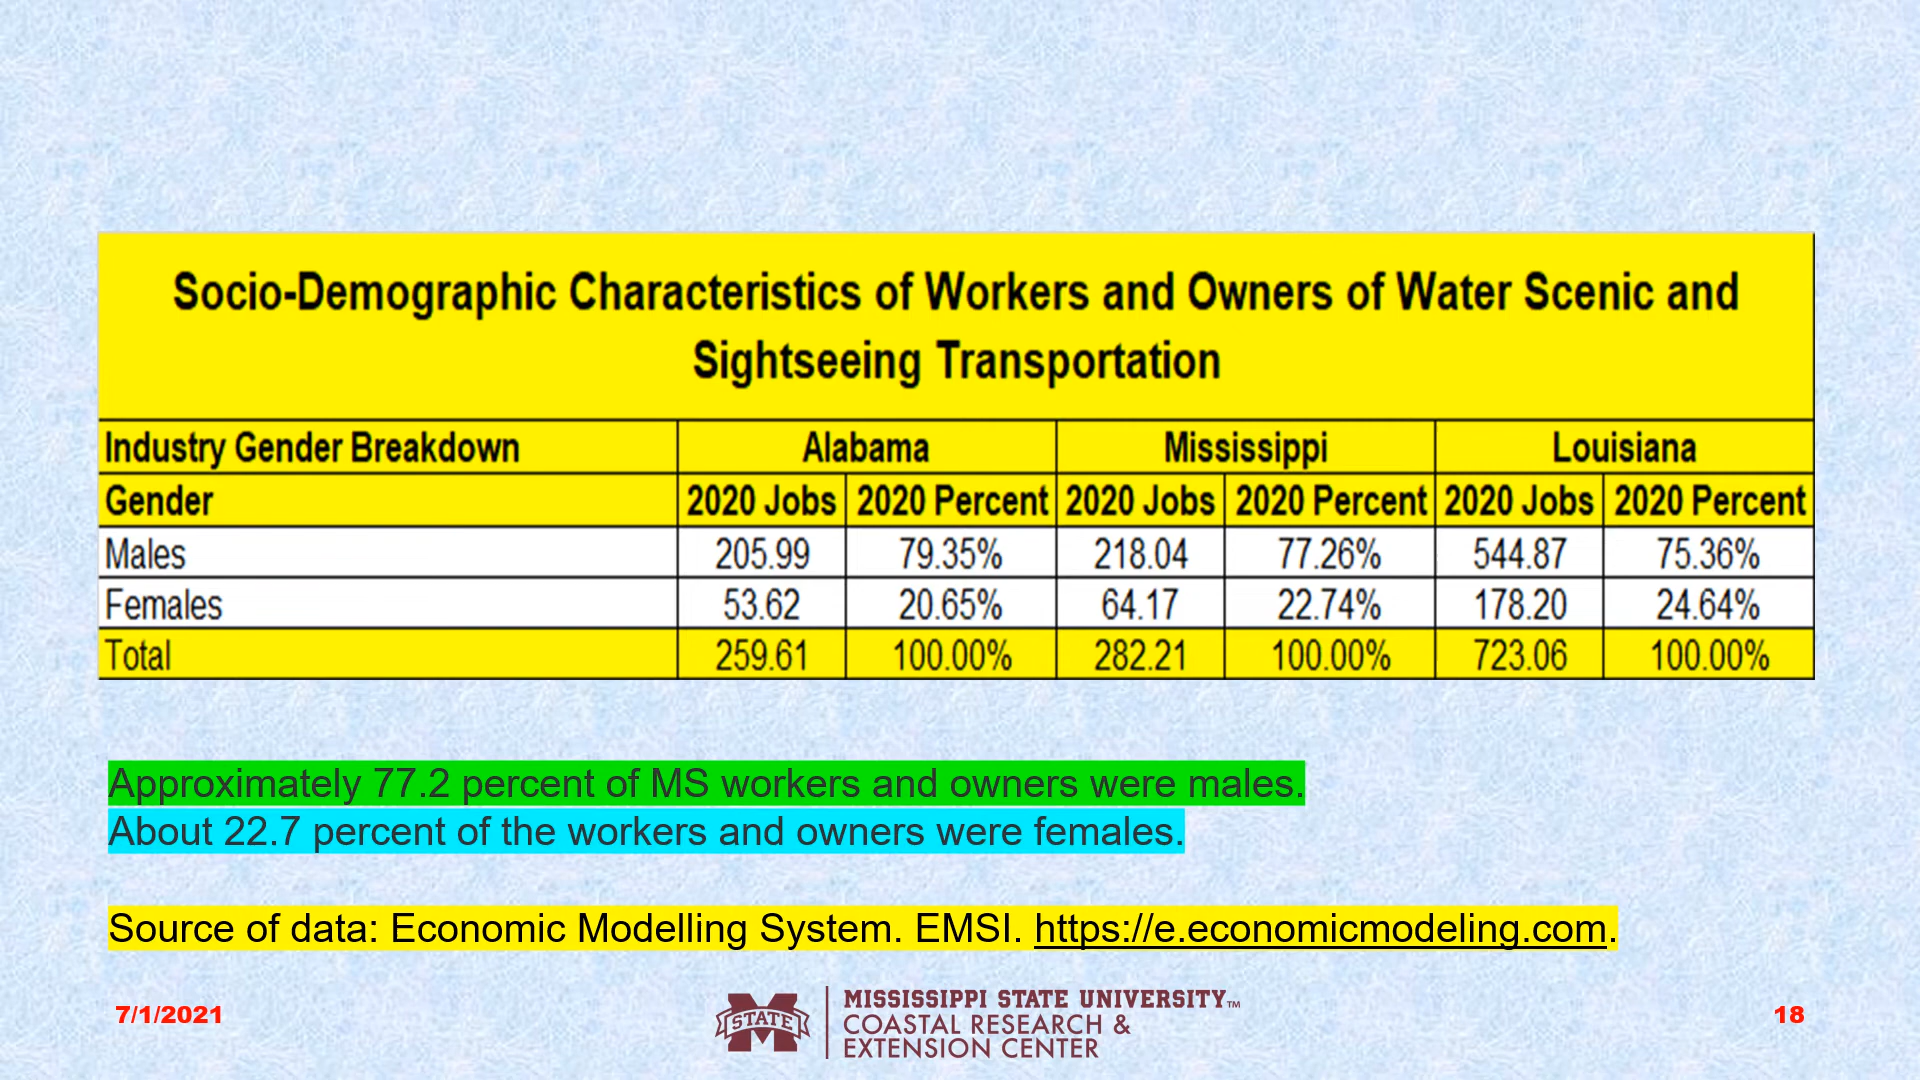 Socio-Demographic Characteristics of Workers and Owners of Water Scenic and
Sightseeing Transportation
Industry Gender Breakdown Alabama Mississippi Louisiana
Gender 2020 Jobs 2020 Percent 2020 Jobs 2020 Percent 2020 Jobs 2020 Percent
Males 205.99 79.35% 218.04 77.26% 544.87 75.36%
Females 53.62 20.65% 64.17 22.74% 178.20 24.64%
Total 259.61 100.00% 282.21 100.00% 723.06 100.00%
Approximately 77.2 percent of MS workers and owners were males.
About 22.7 percent of the workers and owners were females.
Source of data: Economic Modelling System. EMSI. https://e.economicmodeling.com.
7/1/2021
STATE
MISSISSIPPI STATE UNIVERSITY™
COASTAL RESEARCH &
EXTENSION CENTER
18